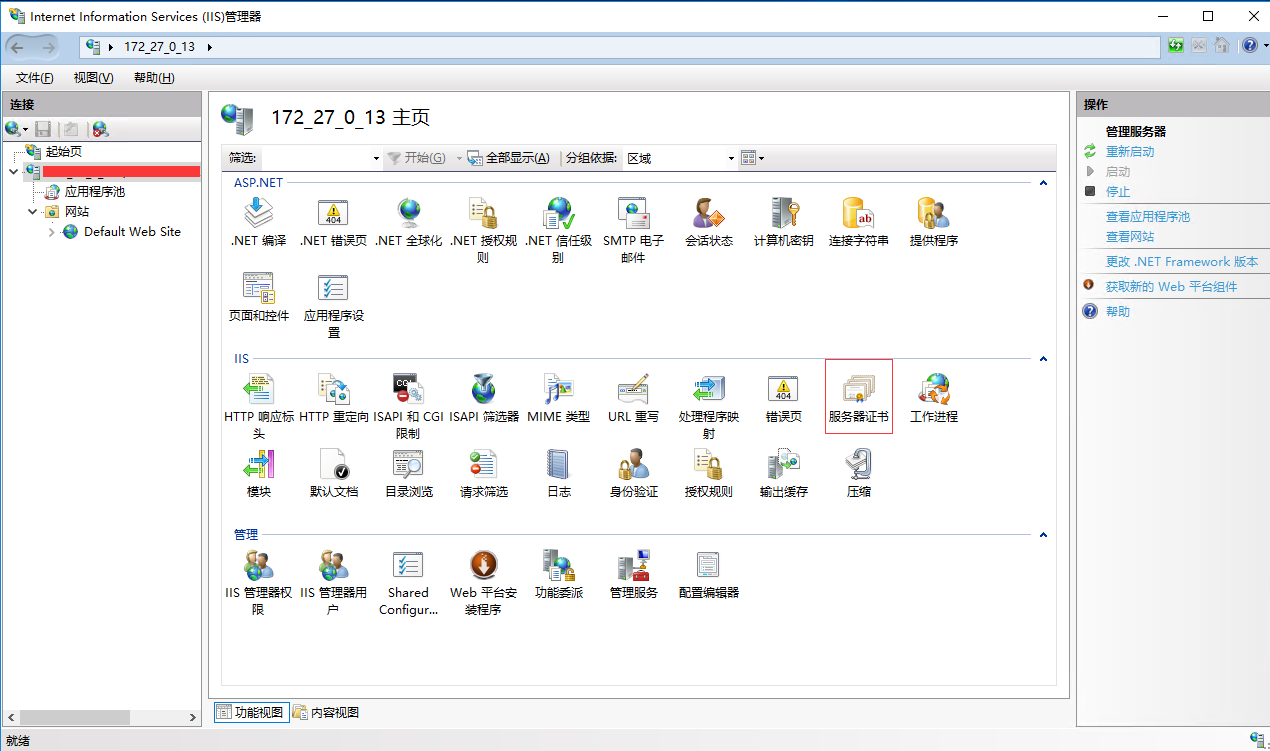 Internet Information Services (IIS)管理器
172_27_0_13
文件(F) 视图(V) 帮助(H)
连接
起始页
应用程序池
网站
Default Web Site
172_27_0_13 主页
筛选: 开始(G) 全部显示(A) 分组依据: 区域
ASP.NET
.NET 编译
.NET 错误页
.NET 全球化
.NET 授权规
则
.NET 信任级
别
SMTP 电子
邮件
会话状态
计算机密钥
连接字符串
提供程序
页面和控件
应用程序设
置
IIS
HTTP 响应标
头
HTTP 重定向
ISAPI 和 CGI
限制
ISAPI 筛选器
MIME 类型
URL 重写
处理程序映
射
错误页
服务器证书
工作进程
模块
默认文档
目录浏览
请求筛选
日志
身份验证
授权规则
输出缓存
压缩
管理
IIS 管理器权
限
IIS 管理器用
户
Shared
Configur...
Web 平台安
装程序
功能委派
管理服务
配置编辑器
功能视图 内容视图
操作
管理服务器
重新启动
启动
停止
查看应用程序池
查看网站
更改 .NET Framework 版本
获取新的 Web 平台组件
帮助
就绪